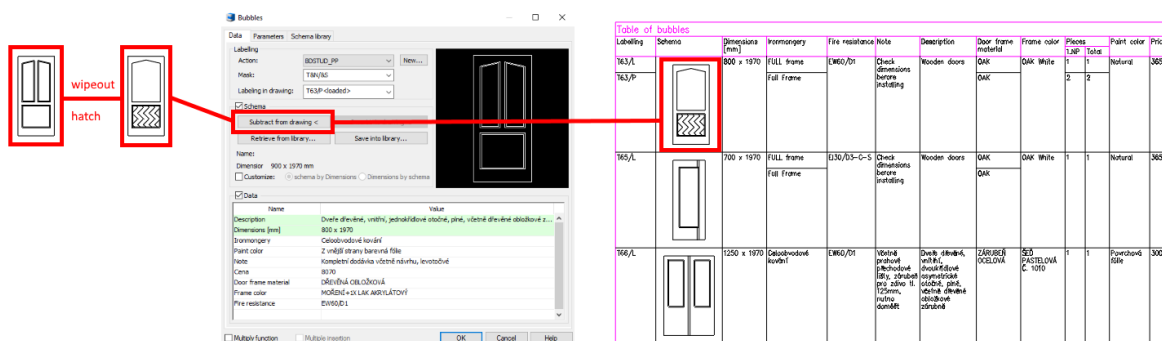 wipeout
hatch
Bubbles
Data Parameters Schema library
Labelling
Action: BDSTUD_PP New...
Mask: T8N/&S
Labeling in drawing: T63/P<loaded>
Schema
Subtract from drawing <
Retrieve from library... Save into library...
Name:
Dimension 900 x 1970 mm
Customize: schema by Dimensions Dimensions by schema
Data
Name Value
Description Dveře dřevěné, vnitřní, jednokřídlové otočné, plné, včetně dřevěné obložkové z...
Dimensions [mm] 800 x 1970
Ironmongery Celoobvodové kování
Paint color Z vnější strany barevná fólie
Note Kompletní dodávka včetně návrhu, levotočivé
Cena 8070
Door frame material DŘEVĚNÁ OBLOŽKOVÁ
Frame color MOŘENÍ+1X LAK AKRYLÁTOVÝ
Fire resistance EW60/D1
Multiply function Multiple insertion OK Cancel Help
Table of bubbles
Labelling Schema Dimensions [mm] Ironmongery Fire resistance Note Description Door frame material Frame color Pieces Paint color Pric
1.NP Total
T63/L 800 x 1970 FULL frame EW60/D1 Check dimensions berore installing Wooden doors OAK OAK White 1 1 Natural 365
T63/P Full Frame OAK 2 2
T65/L 700 x 1970 FULL frame EI30/D3-C-S Check dimensions berore installing Wooden doors OAK OAK White 1 1 Natural 365
Full Frame OAK
T66/L 1250 x 1970 Celoobvodové kování EW60/D1 Včetně prahové přechodové lišty, zárubeň pro zdivo tl. 125mm, nutno doměřit Dveře dřevěné, vnitřní, dvoukřídlové asymetrické otočné, plné, včetně dřevěné obložkové zárubně ZÁRUBEŇ OCELOVÁ ŠEĎ PASTELOVÁ Č. 1010 1 1 Povrchová fólie 300